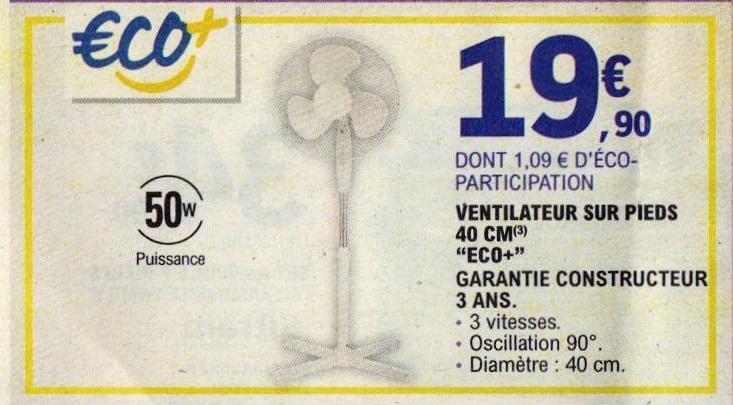 €CO+
19€,90
DONT 1,09 € D'ÉCO-
PARTICIPATION
50W
Puissance
VENTILATEUR SUR PIEDS
40 CM(3)
"ECO+"
GARANTIE CONSTRUCTEUR
3 ANS.
• 3 vitesses.
• Oscillation 90°.
• Diamètre : 40 cm.